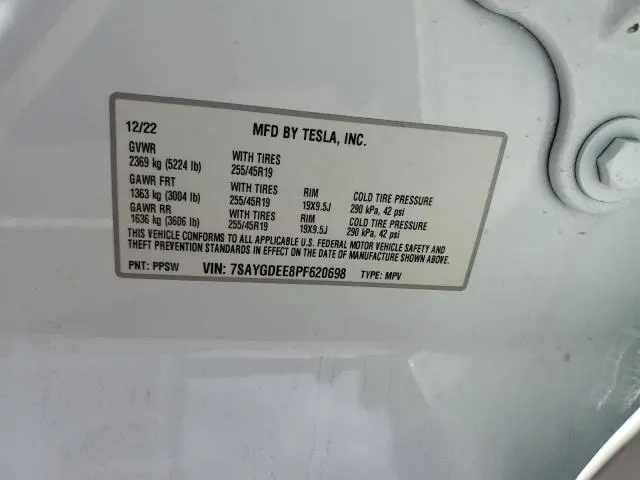 12/22 MFD BY TESLA, INC.
GVWR
2369 kg (5224 lb) WITH TIRES 255/45R19
GAWR FRT
1363 kg (3004 lb) WITH TIRES 255/45R19 RIM 19X9.5J COLD TIRE PRESSURE 290 kPa, 42 psi
GAWR RR
1636 kg (3606 lb) WITH TIRES 255/45R19 RIM 19X9.5J COLD TIRE PRESSURE 290 kPa, 42 psi
THIS VEHICLE CONFORMS TO ALL APPLICABLE U.S. FEDERAL MOTOR VEHICLE SAFETY AND
THEFT PREVENTION STANDARDS IN EFFECT ON THE DATE OF MANUFACTURE SHOWN ABOVE.
PNT: PPSW VIN: 7SAYGDEE8PF620698 TYPE: MPV